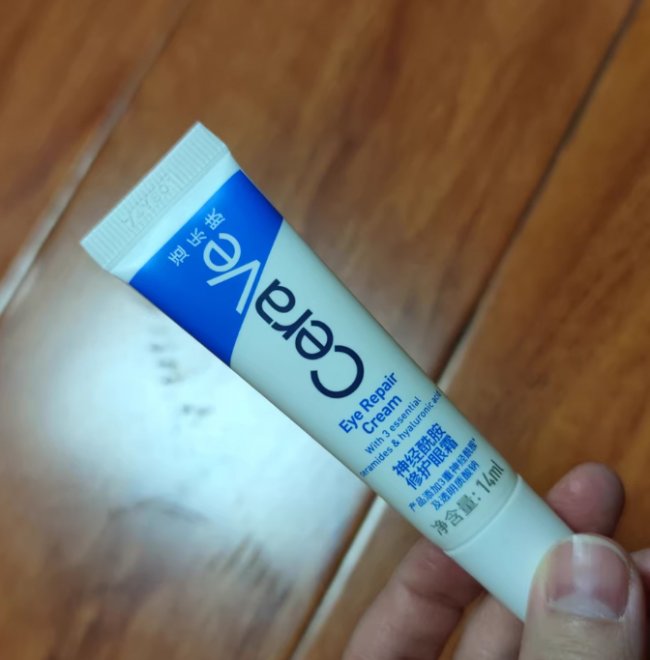 CeraVe
适乐肤
Eye Repair
Cream
With 3 essential
ceramides & hyaluronic acid
神经酰胺
修护眼霜
产品添加3重神经酰胺*
及透明质酸钠
净含量: 14ml